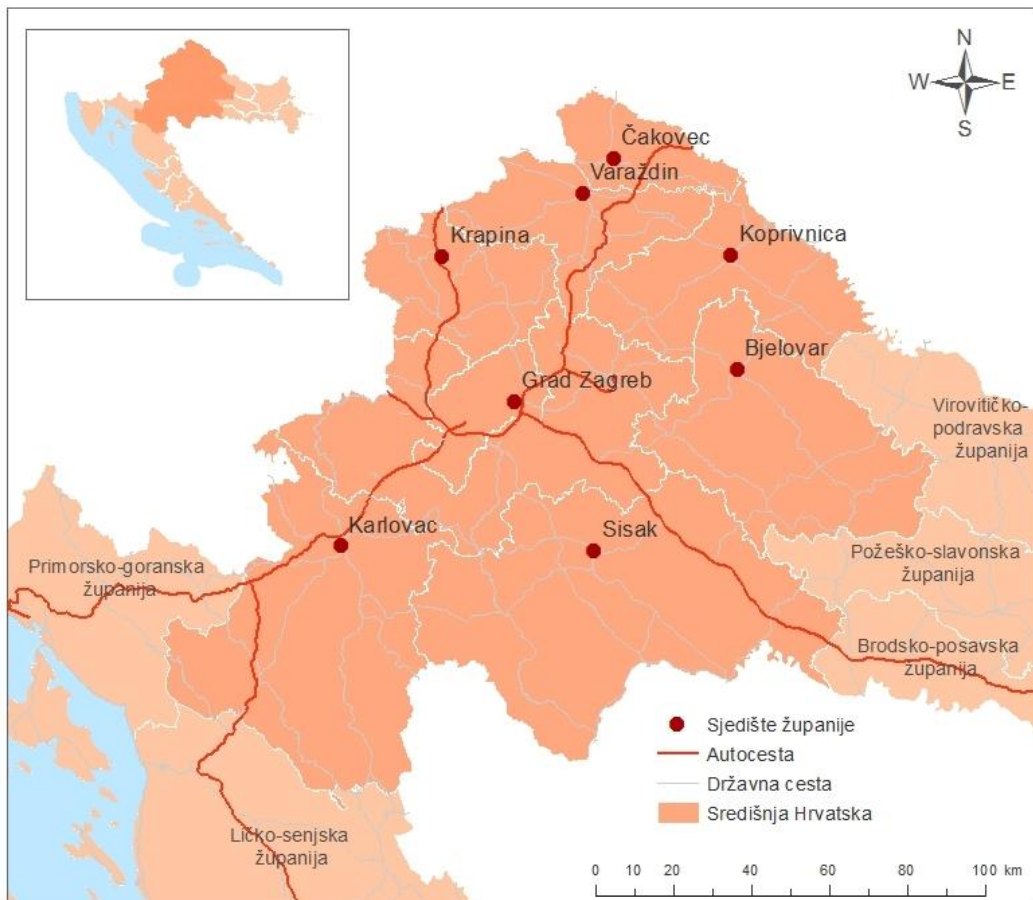 N
W
E
S
Čakovec
Varaždin
Krapina
Koprivnica
Bjelovar
Grad Zagreb
Virovitičko-
podravska
županija
Karlovac
Sisak
Primorsko-goranska
županija
Požeško-slavonska
županija
Brodsko-posavska
županija
Ličko-senjska
županija
Sjedište županije
Autocesta
Državna cesta
Središnja Hrvatska
0 10 20 40 60 80 100 km